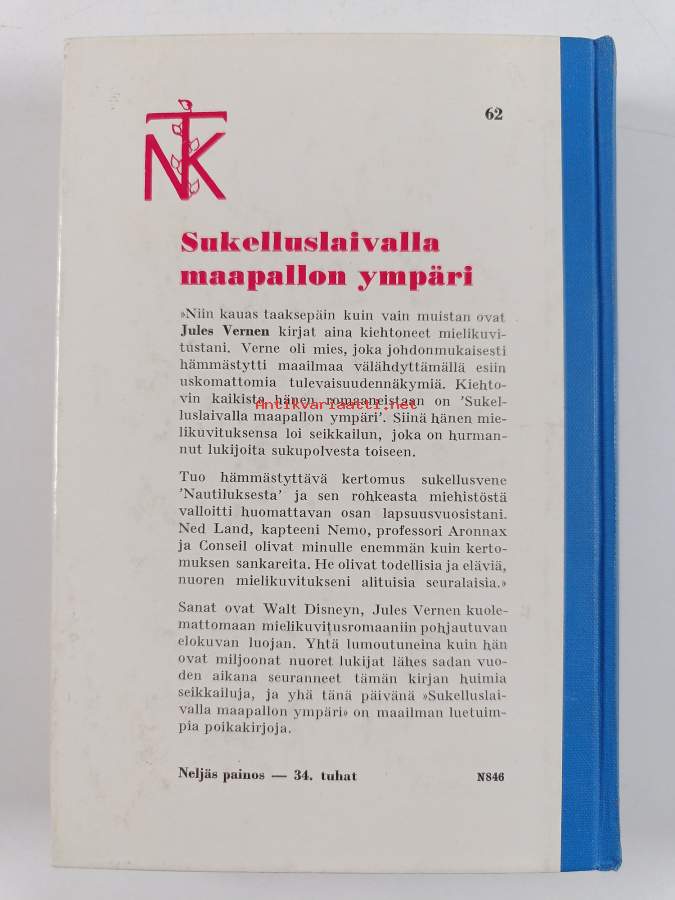 NTK
62
Sukelluslaivalla
maapallon ympäri
»Niin kauas taaksepäin kuin vain muistan ovat
Jules Vernen kirjat aina kiehtoneet mielikuvi-
tustani. Verne oli mies, joka johdonmukaisesti
hämmästytti maailmaa välähdyttämällä esiin
uskomattomia tulevaisuudennäkymiä. Kiehto-
vin kaikista hänen romaaneistaan on 'Sukel-
Antikvariaatti.net
luslaivalla maapallon ympäri'. Siinä hänen mie-
likuvituksensa loi seikkailun, joka on hurman-
nut lukijoita sukupolvesta toiseen.
Tuo hämmästyttävä kertomus sukellusvene
'Nautiluksesta' ja sen rohkeasta miehistöstä
valloitti huomattavan osan lapsuusvuosistani.
Ned Land, kapteeni Nemo, professori Aronnax
ja Conseil olivat minulle enemmän kuin kerto-
muksen sankareita. He olivat todellisia ja eläviä,
nuoren mielikuvitukseni alituisia seuralaisia.»
Sanat ovat Walt Disneyn, Jules Vernen kuole-
mattomaan mielikuvitusromaaniin pohjautuvan
elokuvan luojan. Yhtä lumoutuneina kuin hän
ovat miljoonat nuoret lukijat lähes sadan vuo-
den aikana seuranneet tämän kirjan huimia
seikkailuja, ja yhä tänä päivänä »Sukelluslai-
valla maapallon ympäri» on maailman luetuim-
pia poikakirjoja.
Neljäs painos — 34. tuhat
N846